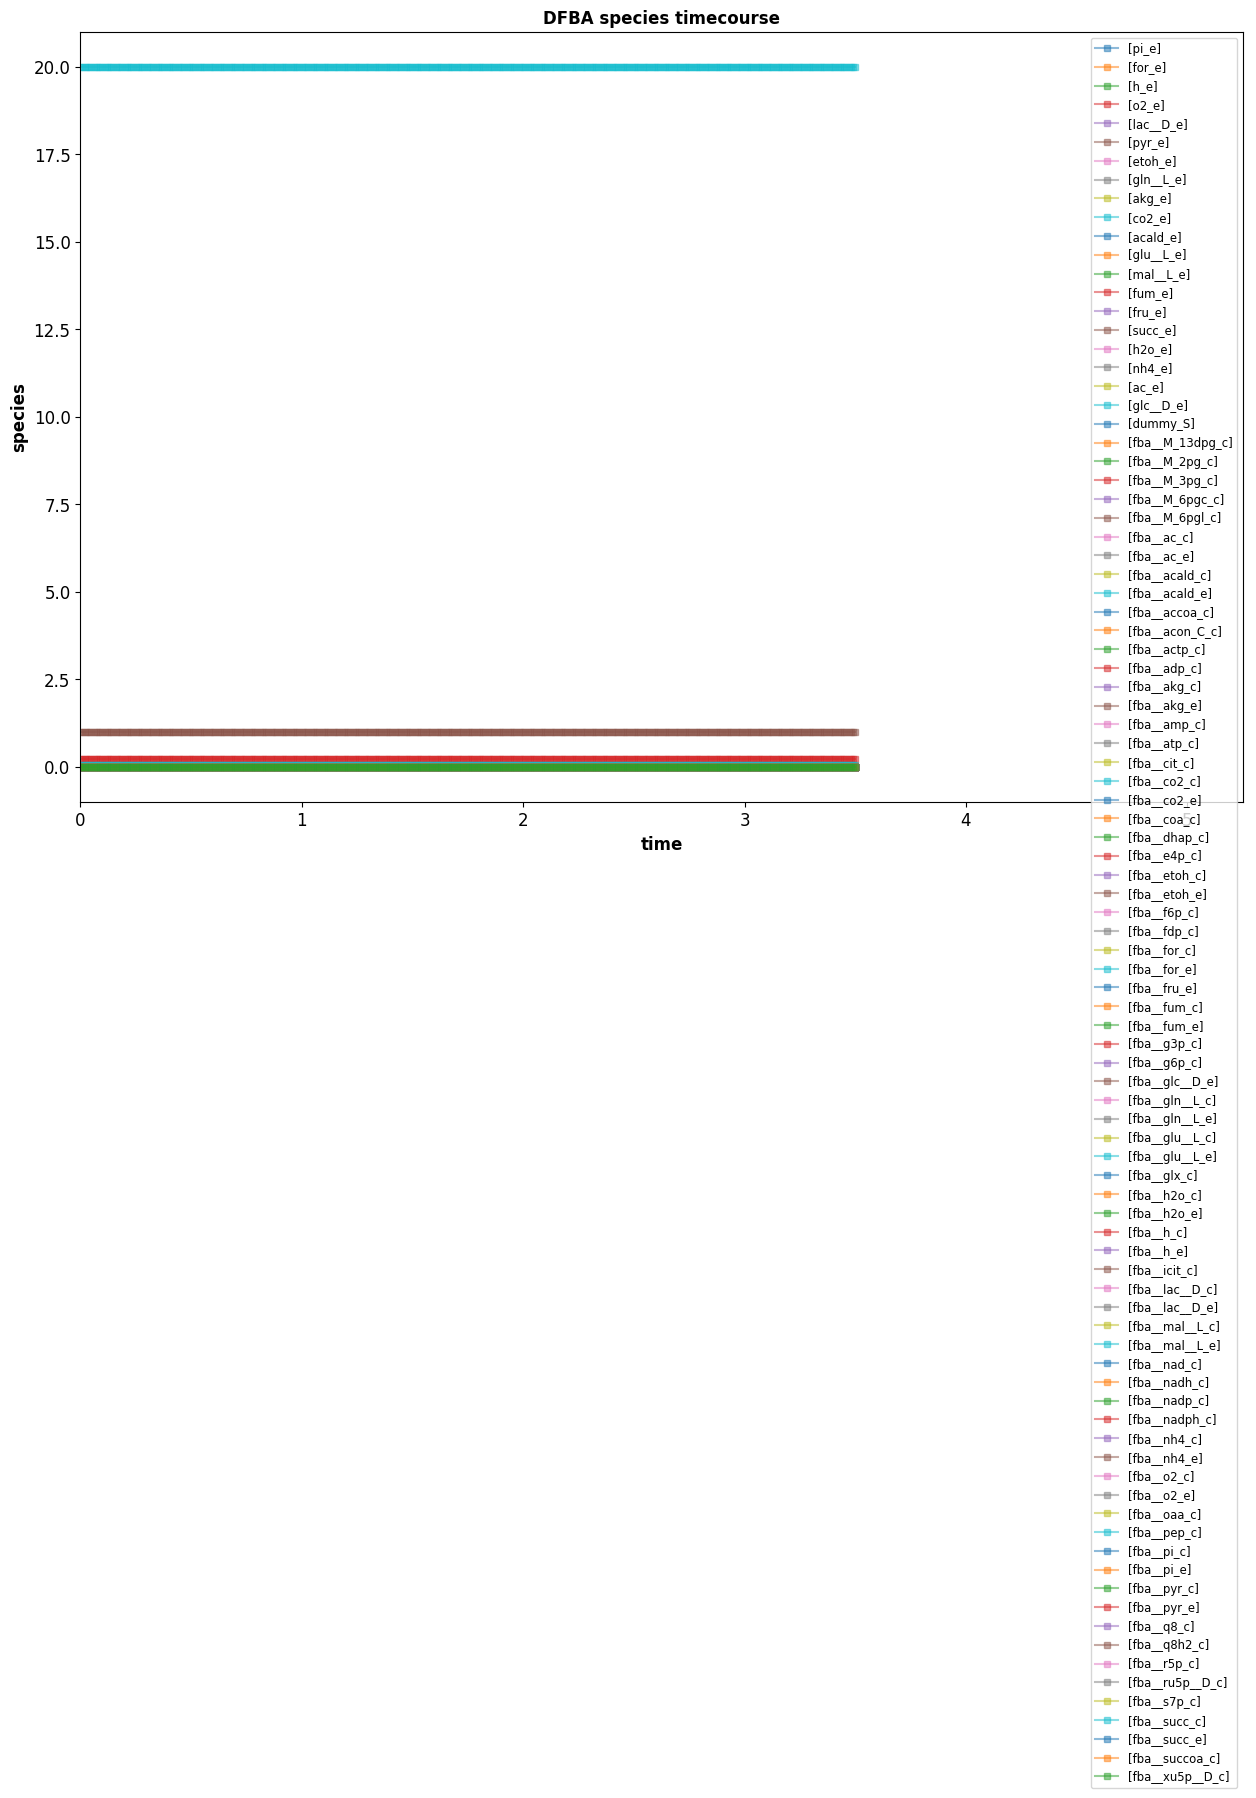 DFBA species timecourse
20.0
17.5
15.0
12.5
10.0
7.5
5.0
2.5
0.0
species
0
1
2
3
4
5
time
[pi_e]
[for_e]
[h_e]
[o2_e]
[lac__D_e]
[pyr_e]
[etoh_e]
[gln__L_e]
[akg_e]
[co2_e]
[acald_e]
[glu__L_e]
[mal__L_e]
[fum_e]
[fru_e]
[succ_e]
[h2o_e]
[nh4_e]
[ac_e]
[glc__D_e]
[dummy_S]
[fba__M_13dpg_c]
[fba__M_2pg_c]
[fba__M_3pg_c]
[fba__M_6pgc_c]
[fba__M_6pgl_c]
[fba__ac_c]
[fba__ac_e]
[fba__acald_c]
[fba__acald_e]
[fba__accoa_c]
[fba__acon_C_c]
[fba__actp_c]
[fba__adp_c]
[fba__akg_c]
[fba__akg_e]
[fba__amp_c]
[fba__atp_c]
[fba__cit_c]
[fba__co2_c]
[fba__co2_e]
[fba__coa_c]
[fba__dhap_c]
[fba__e4p_c]
[fba__etoh_c]
[fba__etoh_e]
[fba__f6p_c]
[fba__fdp_c]
[fba__for_c]
[fba__for_e]
[fba__fru_e]
[fba__fum_c]
[fba__fum_e]
[fba__g3p_c]
[fba__g6p_c]
[fba__glc__D_e]
[fba__gln__L_c]
[fba__gln__L_e]
[fba__glu__L_c]
[fba__glu__L_e]
[fba__glx_c]
[fba__h2o_c]
[fba__h2o_e]
[fba__h_c]
[fba__h_e]
[fba__icit_c]
[fba__lac__D_c]
[fba__lac__D_e]
[fba__mal__L_c]
[fba__mal__L_e]
[fba__nad_c]
[fba__nadh_c]
[fba__nadp_c]
[fba__nadph_c]
[fba__nh4_c]
[fba__nh4_e]
[fba__o2_c]
[fba__o2_e]
[fba__oaa_c]
[fba__pep_c]
[fba__pi_c]
[fba__pi_e]
[fba__pyr_c]
[fba__pyr_e]
[fba__q8_c]
[fba__q8h2_c]
[fba__r5p_c]
[fba__ru5p__D_c]
[fba__s7p_c]
[fba__succ_c]
[fba__succ_e]
[fba__succoa_c]
[fba__xu5p__D_c]